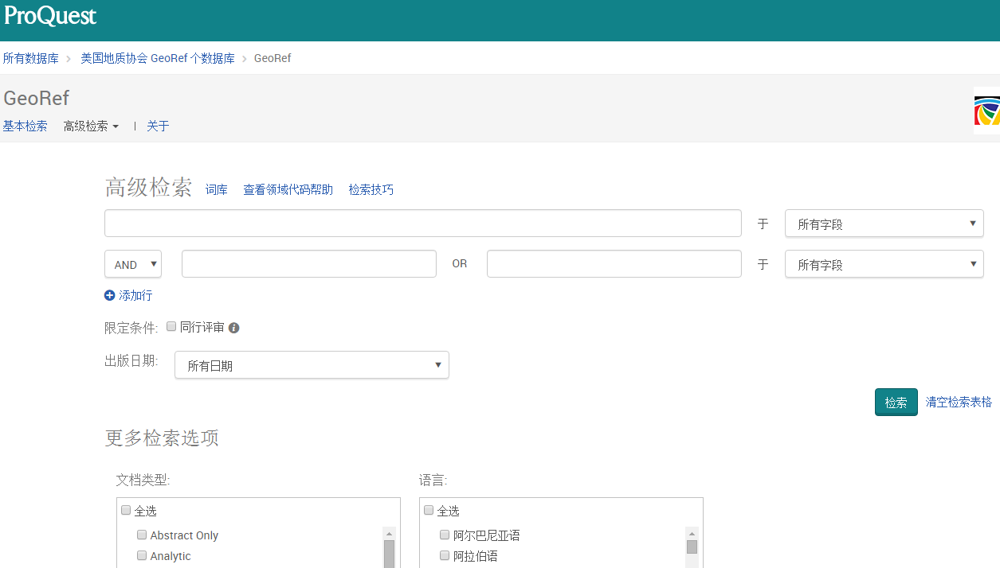 ProQuest
所有数据库 > 美国地质协会 GeoRef 个数据库 > GeoRef
GeoRef
基本检索 高级检索 | 关于
高级检索 词库 查看领域代码帮助 检索技巧
于 所有字段
AND OR 于 所有字段
添加行
限定条件: 同行评审
出版日期: 所有日期
检索 清空检索表格
更多检索选项
文档类型: 语言:
全选 全选
Abstract Only 阿尔巴尼亚语
Analytic 阿拉伯语